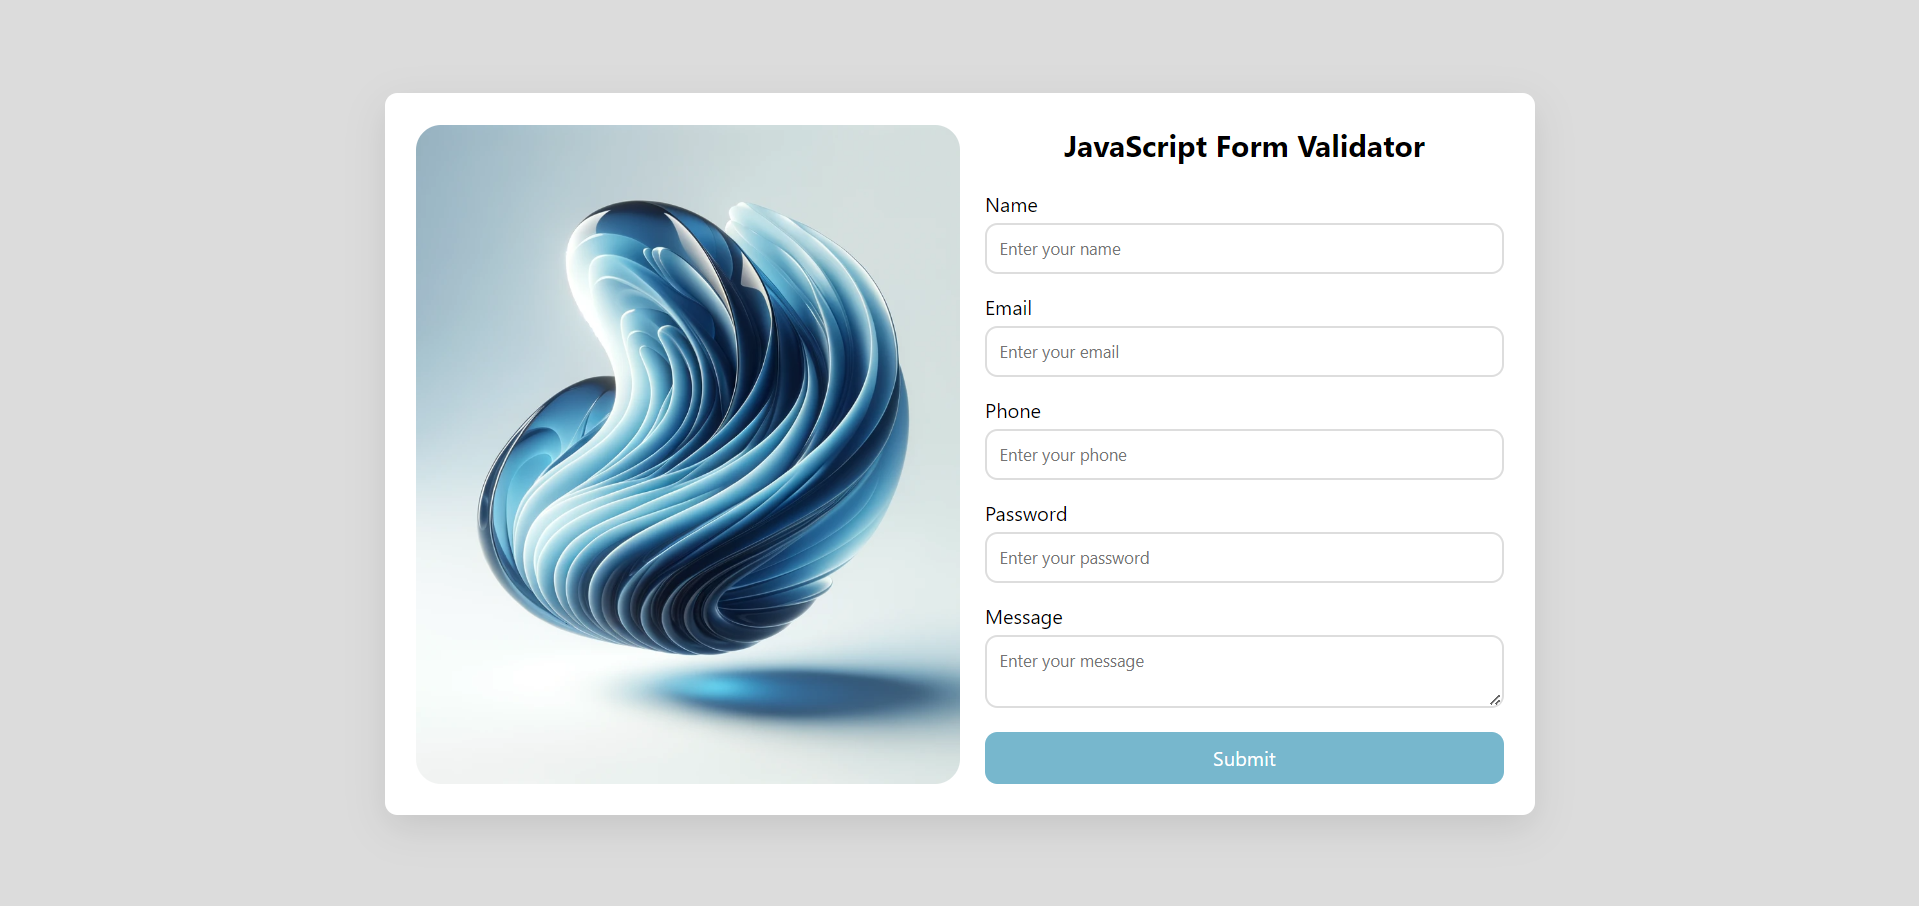 JavaScript Form Validator
Name
Enter your name
Email
Enter your email
Phone
Enter your phone
Password
Enter your password
Message
Enter your message
Submit